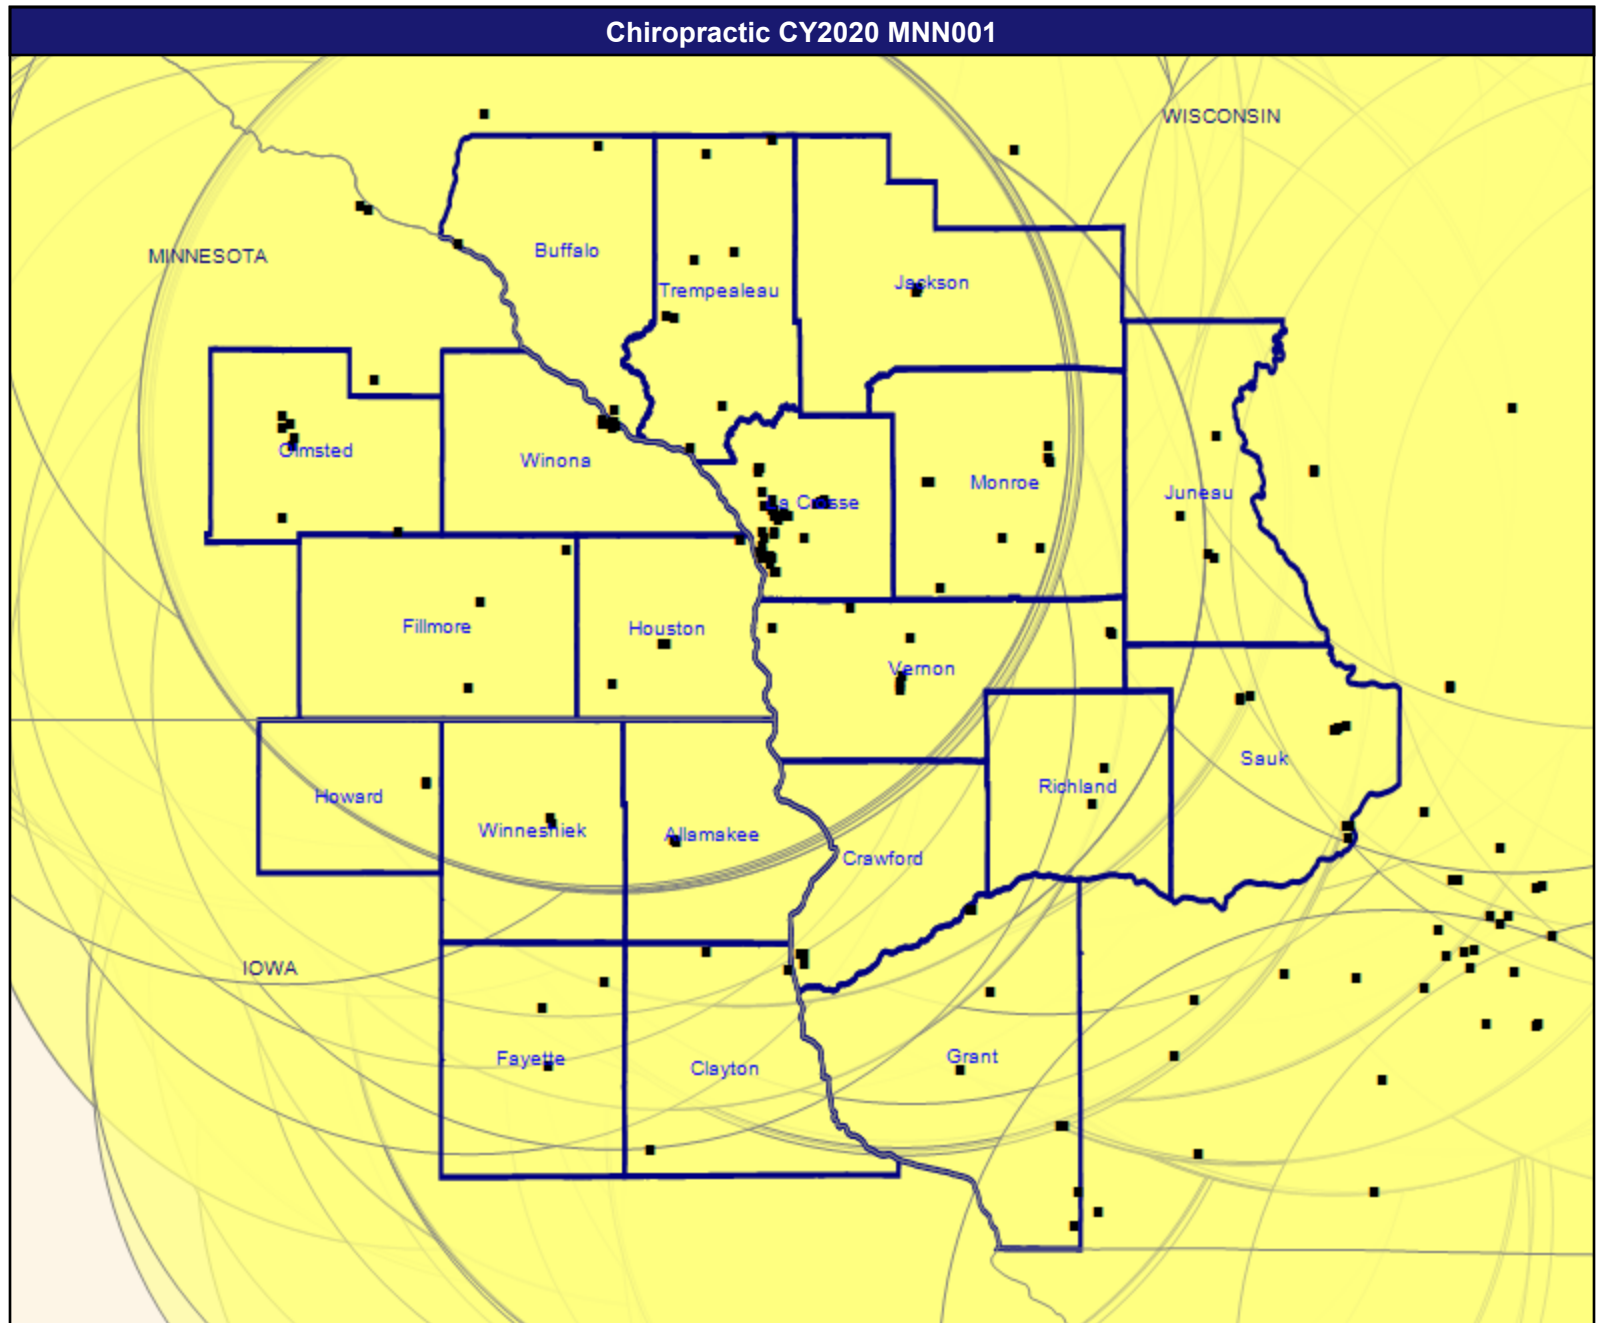 Chiropractic CY2020 MNN001
WISCONSIN
MINNESOTA
Buffalo
Jackson
Trempealeau
Olmsted
Winona
Monroe
Juneau
La Crosse
Fillmore
Houston
Vernon
Sauk
Richland
Howard
Winneshiek
Allamakee
Crawford
IOWA
Fayette
Clayton
Grant